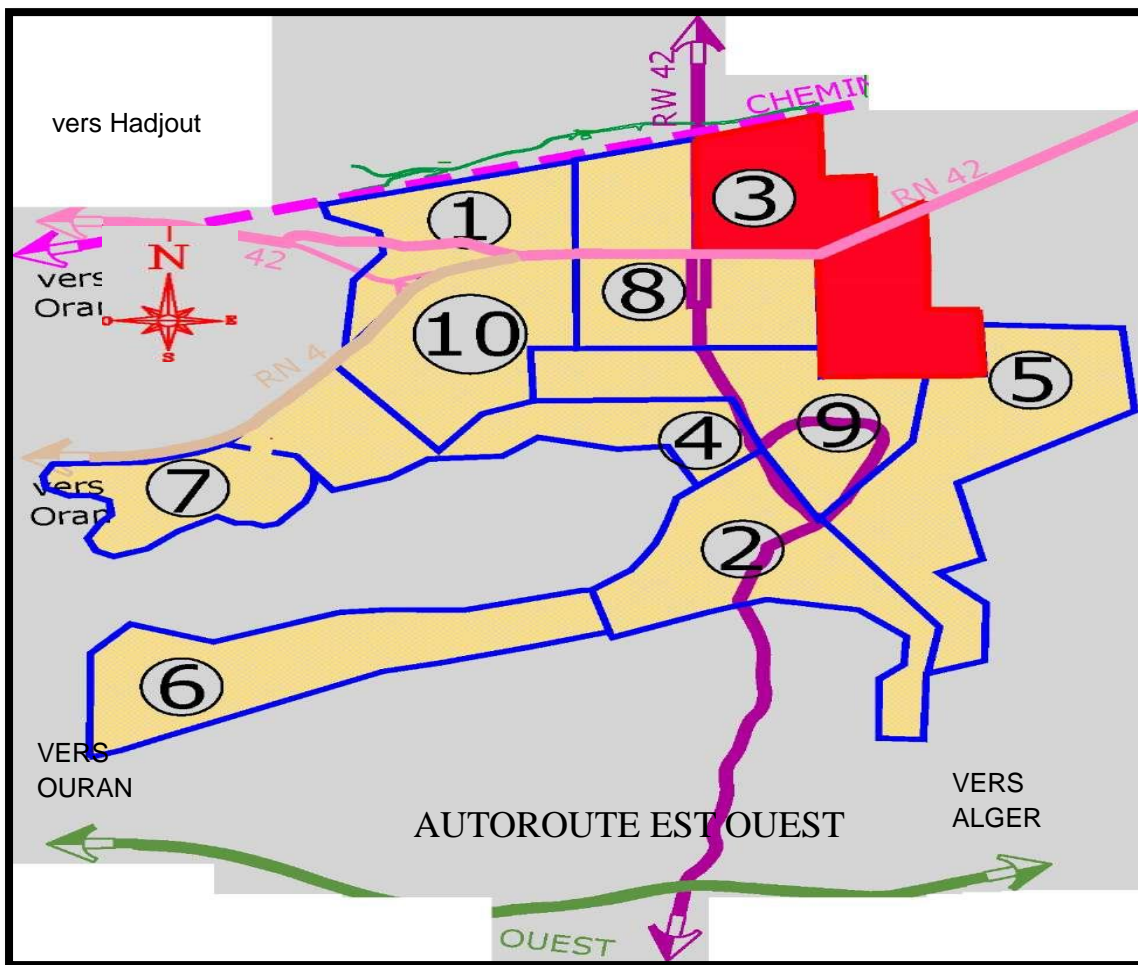 vers Hadjout
RW 42
CHEMIN
3
RN 42
1
42
N
vers
Oran
O
E
S
8
10
RN 4
5
9
4
vers
Oran
7
2
6
VERS
OURAN
VERS
ALGER
AUTOROUTE EST OUEST
OUEST